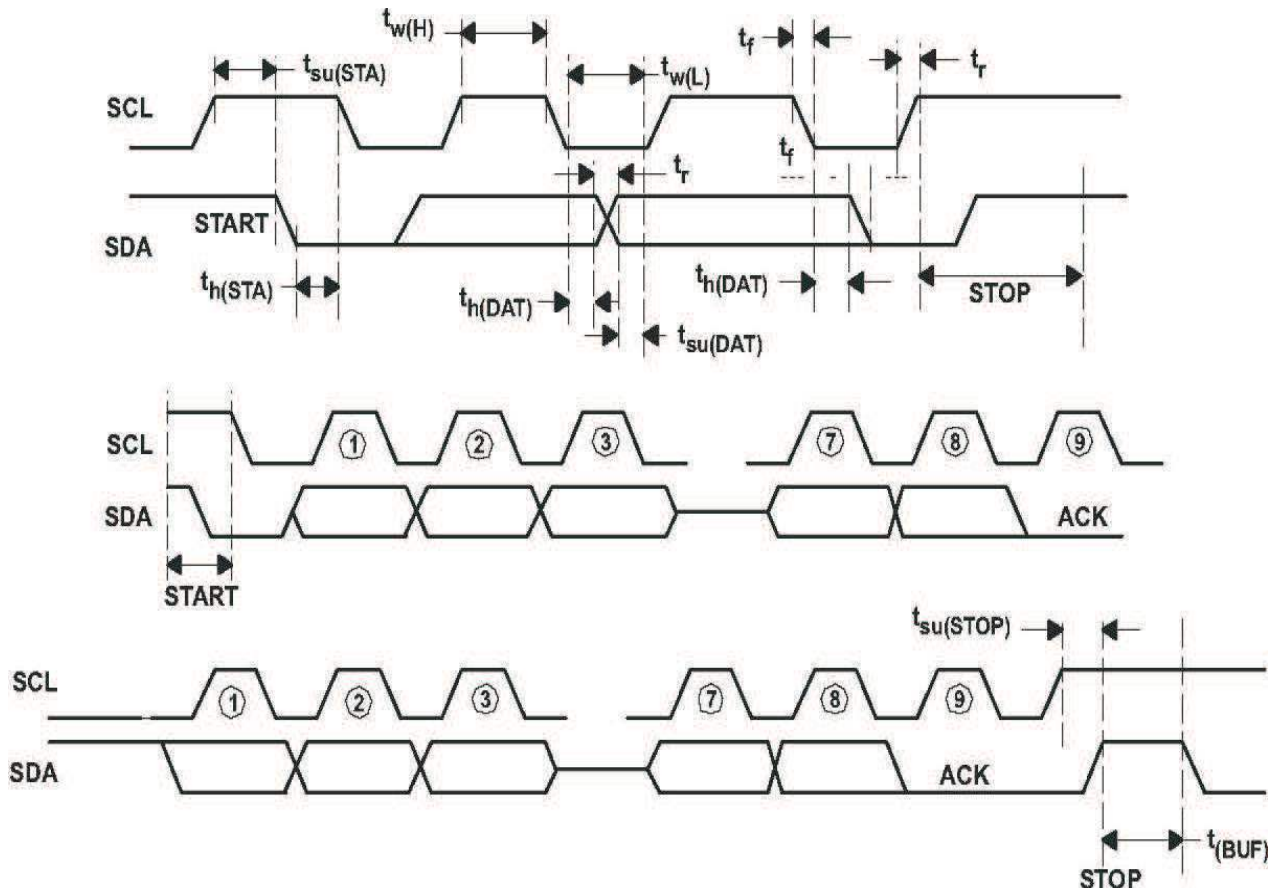 t_w(H)
t_f
t_su(STA)
t_w(L)
t_r
SCL
t_f
t_r
START
SDA
t_h(STA)
t_h(DAT)
t_h(DAT)
STOP
t_su(DAT)
SCL
1 2 3 7 8 9
SDA
ACK
START
t_su(STOP)
SCL
1 2 3 7 8 9
SDA
ACK
t_(BUF)
STOP